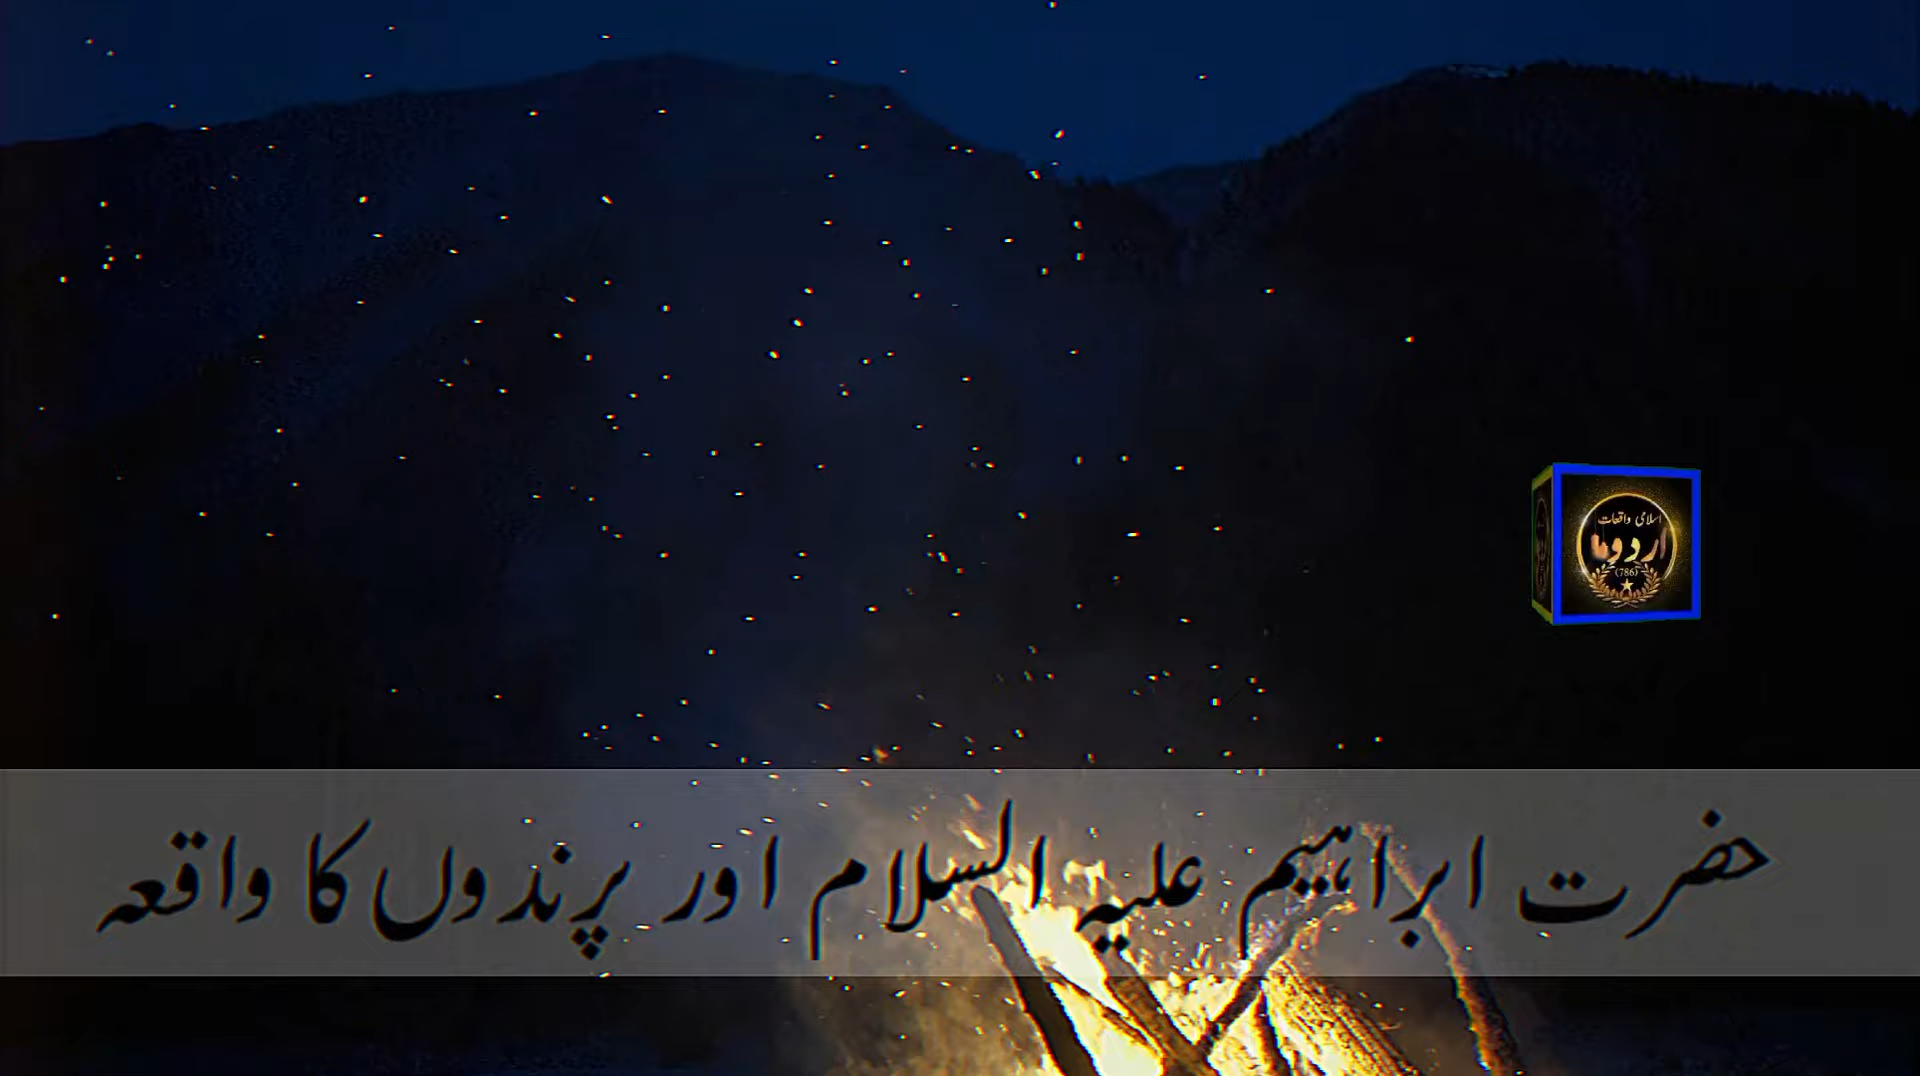 اسلامی واقعات
اردو
(786)
حضرت ابراہیم علیہ السلام اور پرندوں کا واقعہ